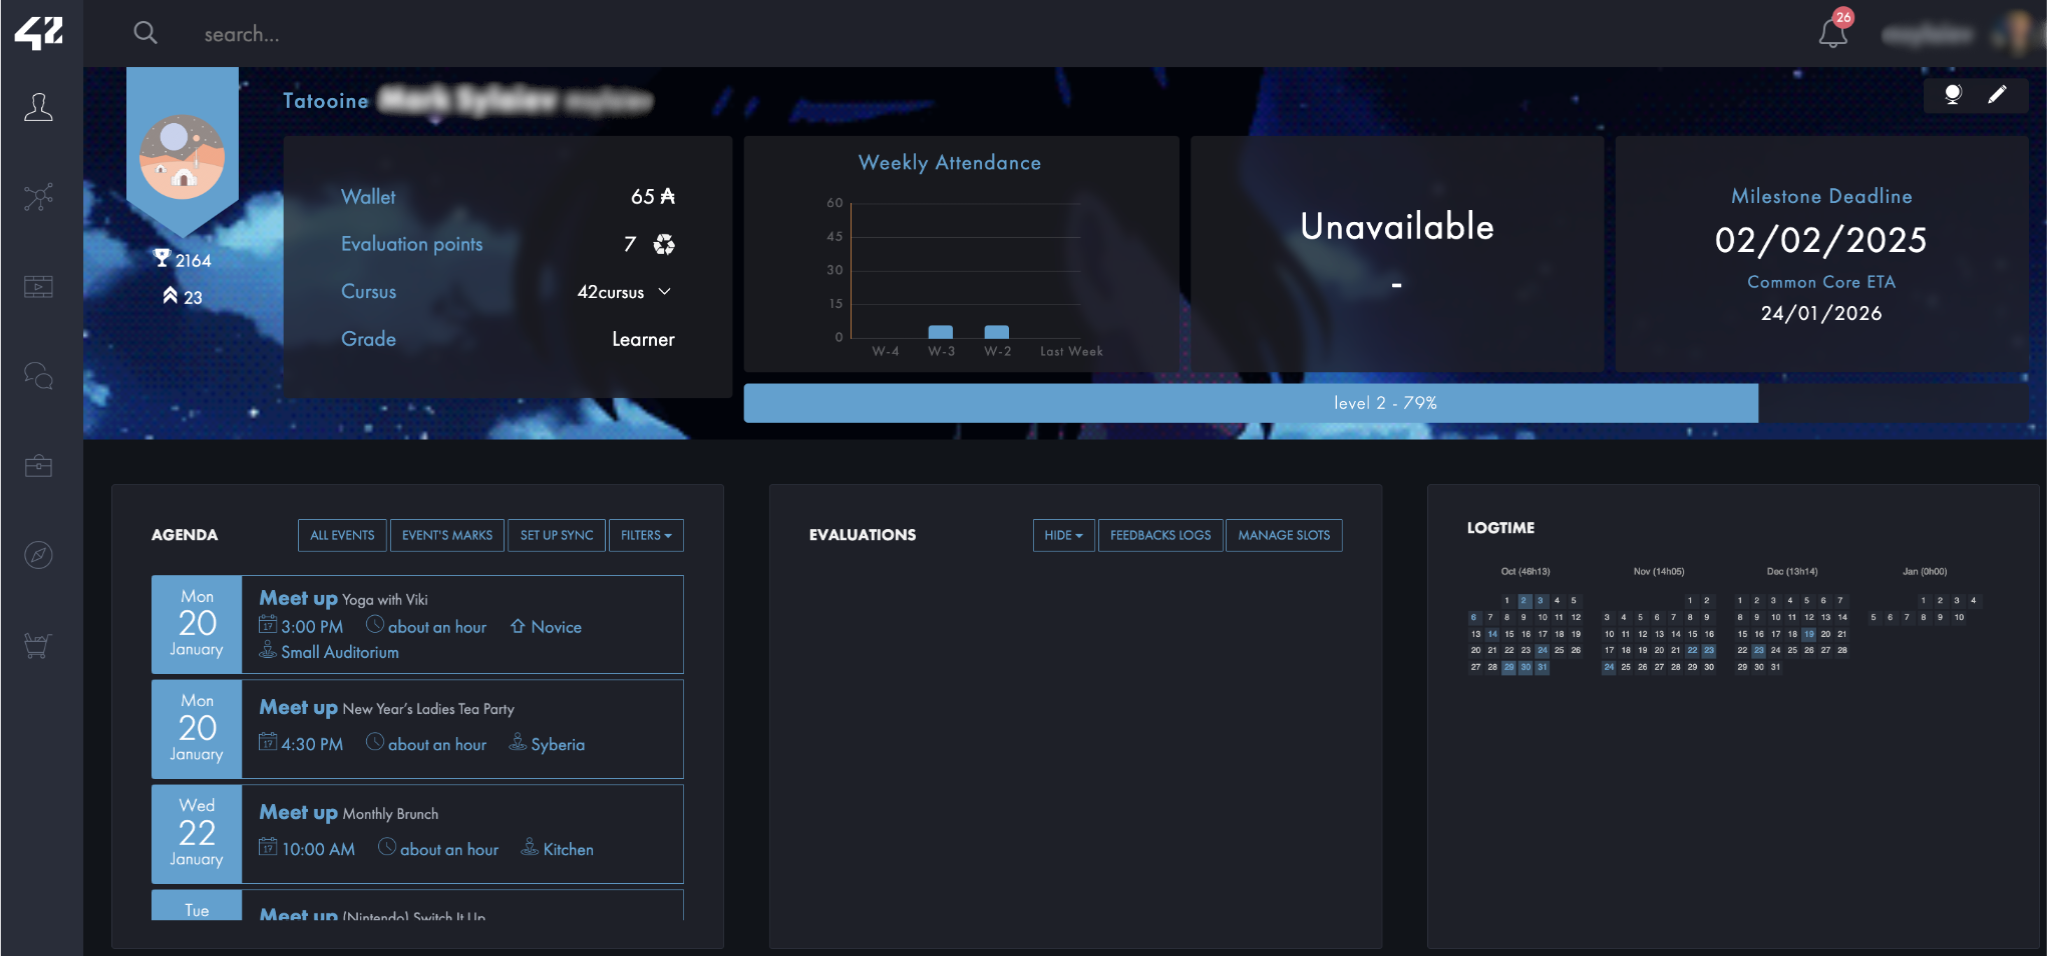 42
search...
26
Tatooine
2164
23
Wallet 65
Evaluation points 7
Cursus 42cursus
Grade Learner
Weekly Attendance
60
45
30
15
0
W-4 W-3 W-2 Last Week
Unavailable
-
Milestone Deadline
02/02/2025
Common Core ETA
24/01/2026
level 2 - 79%
AGENDA
ALL EVENTS EVENT'S MARKS SET UP SYNC FILTERS
Mon
20
January
Meet up Yoga with Viki
17 3:00 PM about an hour Novice
Small Auditorium
Mon
20
January
Meet up New Year's Ladies Tea Party
17 4:30 PM about an hour Syberia
Wed
22
January
Meet up Monthly Brunch
17 10:00 AM about an hour Kitchen
Tue
Meet up (Nintendo) Switch It Up
EVALUATIONS
HIDE FEEDBACKS LOGS MANAGE SLOTS
LOGTIME
Oct (46h13)
1 2 3 4 5
6 7 8 9 10 11 12
13 14 15 16 17 18 19
20 21 22 23 24 25 26
27 28 29 30 31
Nov (14h05)
1 2
3 4 5 6 7 8 9
10 11 12 13 14 15 16
17 18 19 20 21 22 23
24 25 26 27 28 29 30
Dec (13h14)
1 2 3 4 5 6 7
8 9 10 11 12 13 14
15 16 17 18 19 20 21
22 23 24 25 26 27 28
29 30 31
Jan (0h00)
1 2 3 4
5 6 7 8 9 10